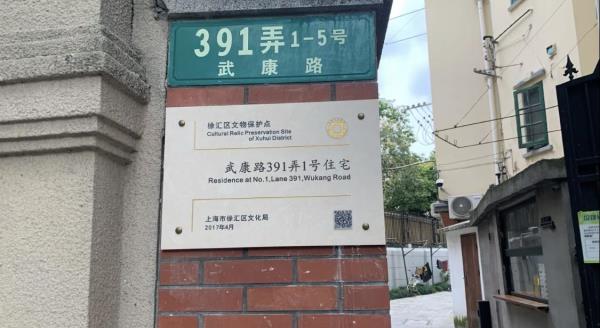 391弄 1-5号
武康路
徐汇区文物保护点
Cultural Relic Preservation Site
of Xuhui District
武康路391弄1号住宅
Residence at No.1,Lane 391,Wukang Road
上海市徐汇区文化局
2017年4月